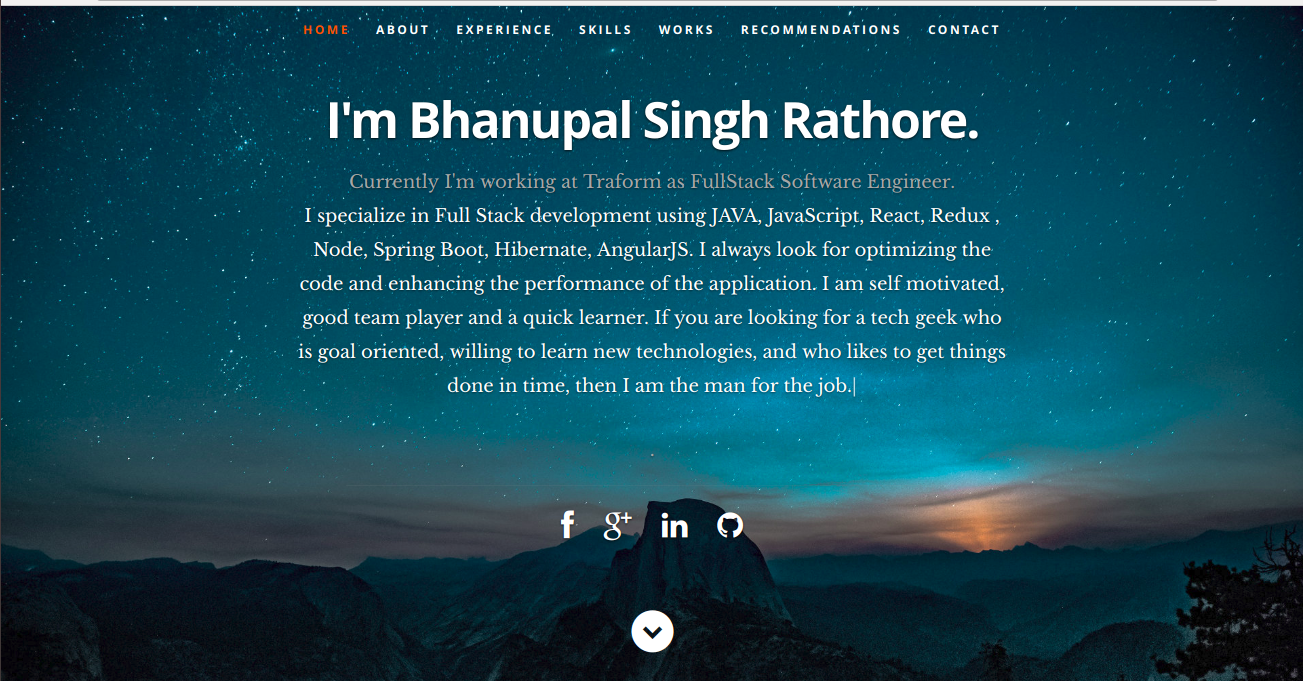 HOME ABOUT EXPERIENCE SKILLS WORKS RECOMMENDATIONS CONTACT
I'm Bhanupal Singh Rathore.
Currently I'm working at Traform as FullStack Software Engineer.
I specialize in Full Stack development using JAVA, JavaScript, React, Redux ,
Node, Spring Boot, Hibernate, AngularJS. I always look for optimizing the
code and enhancing the performance of the application. I am self motivated,
good team player and a quick learner. If you are looking for a tech geek who
is goal oriented, willing to learn new technologies, and who likes to get things
done in time, then I am the man for the job.|
f g+ in